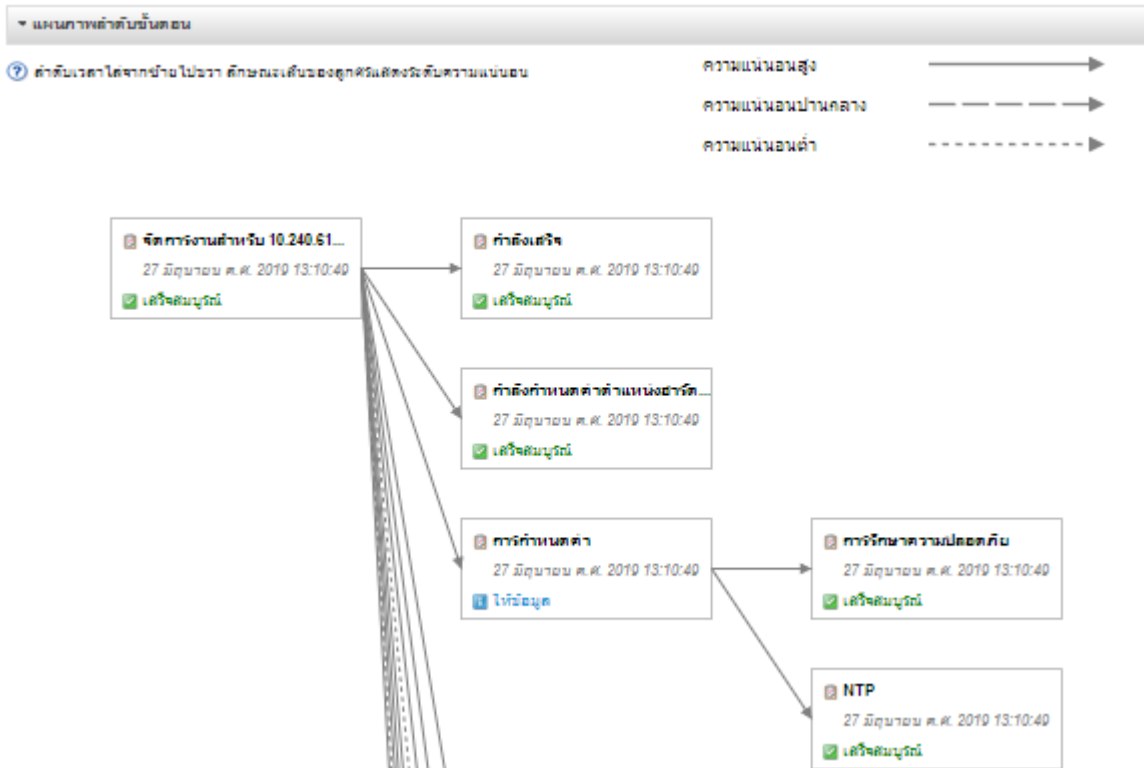 แผนภาพลำดับขั้นตอน
ลำดับเวลาไล่จากซ้ายไปขวา ลักษณะเส้นของลูกศรแสดงระดับความแน่นอน
ความแน่นอนสูง
ความแน่นอนปานกลาง
ความแน่นอนต่ำ
จัดการงานสำหรับ 10.240.61...
27 มิถุนายน ค.ศ. 2019 13:10:49
เสร็จสมบูรณ์
กำลังเสร็จ
27 มิถุนายน ค.ศ. 2019 13:10:49
เสร็จสมบูรณ์
กำลังกำหนดค่าตำแหน่งฮาร์ด...
27 มิถุนายน ค.ศ. 2019 13:10:49
เสร็จสมบูรณ์
การกำหนดค่า
27 มิถุนายน ค.ศ. 2019 13:10:49
ให้ข้อมูล
การรักษาความปลอดภัย
27 มิถุนายน ค.ศ. 2019 13:10:49
เสร็จสมบูรณ์
NTP
27 มิถุนายน ค.ศ. 2019 13:10:49
เสร็จสมบูรณ์